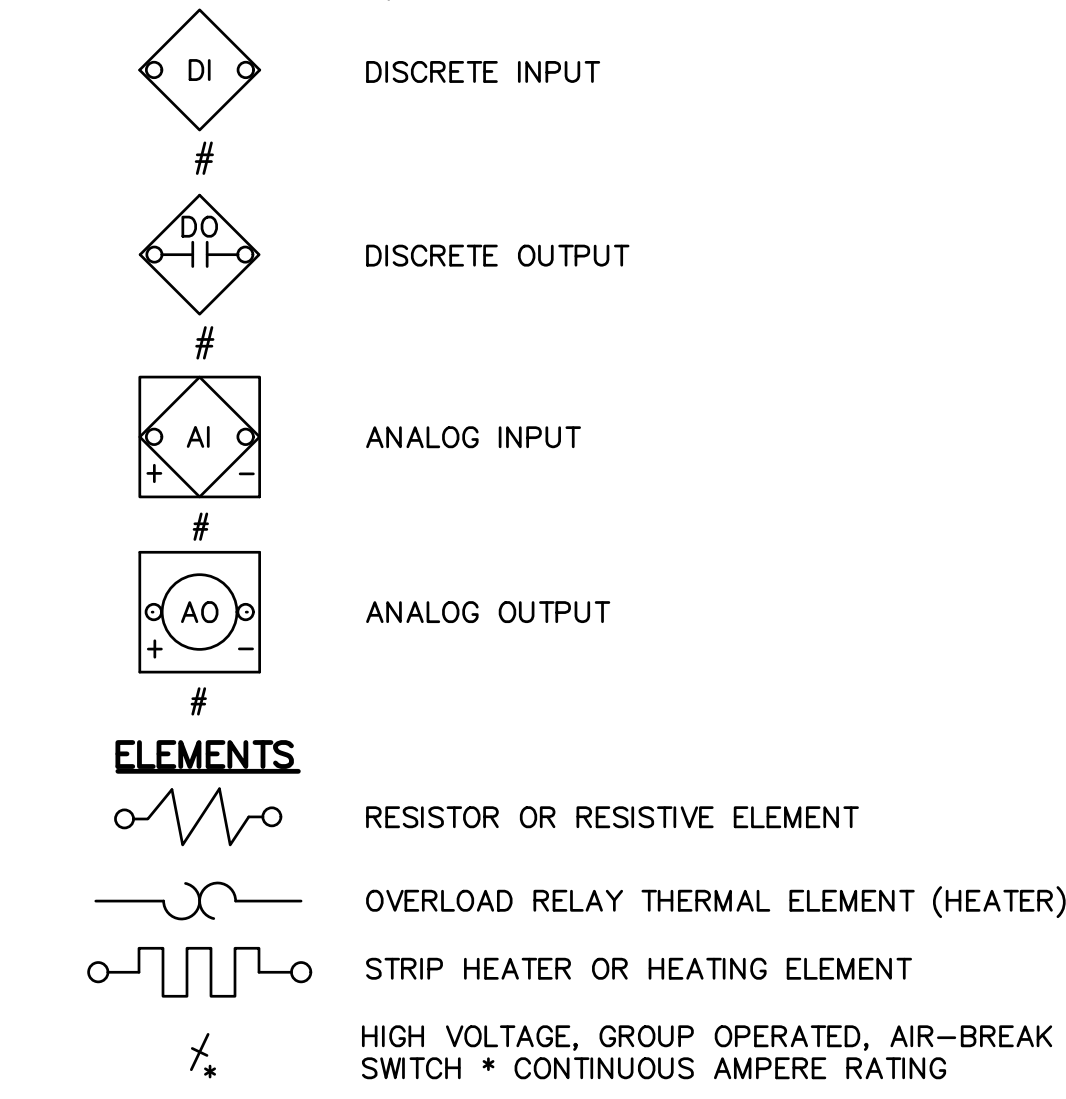 DI DISCRETE INPUT
#
DO DISCRETE OUTPUT
#
AI ANALOG INPUT
+ −
#
AO ANALOG OUTPUT
+ −
#
ELEMENTS
RESISTOR OR RESISTIVE ELEMENT
OVERLOAD RELAY THERMAL ELEMENT (HEATER)
STRIP HEATER OR HEATING ELEMENT
HIGH VOLTAGE, GROUP OPERATED, AIR−BREAK
* SWITCH * CONTINUOUS AMPERE RATING